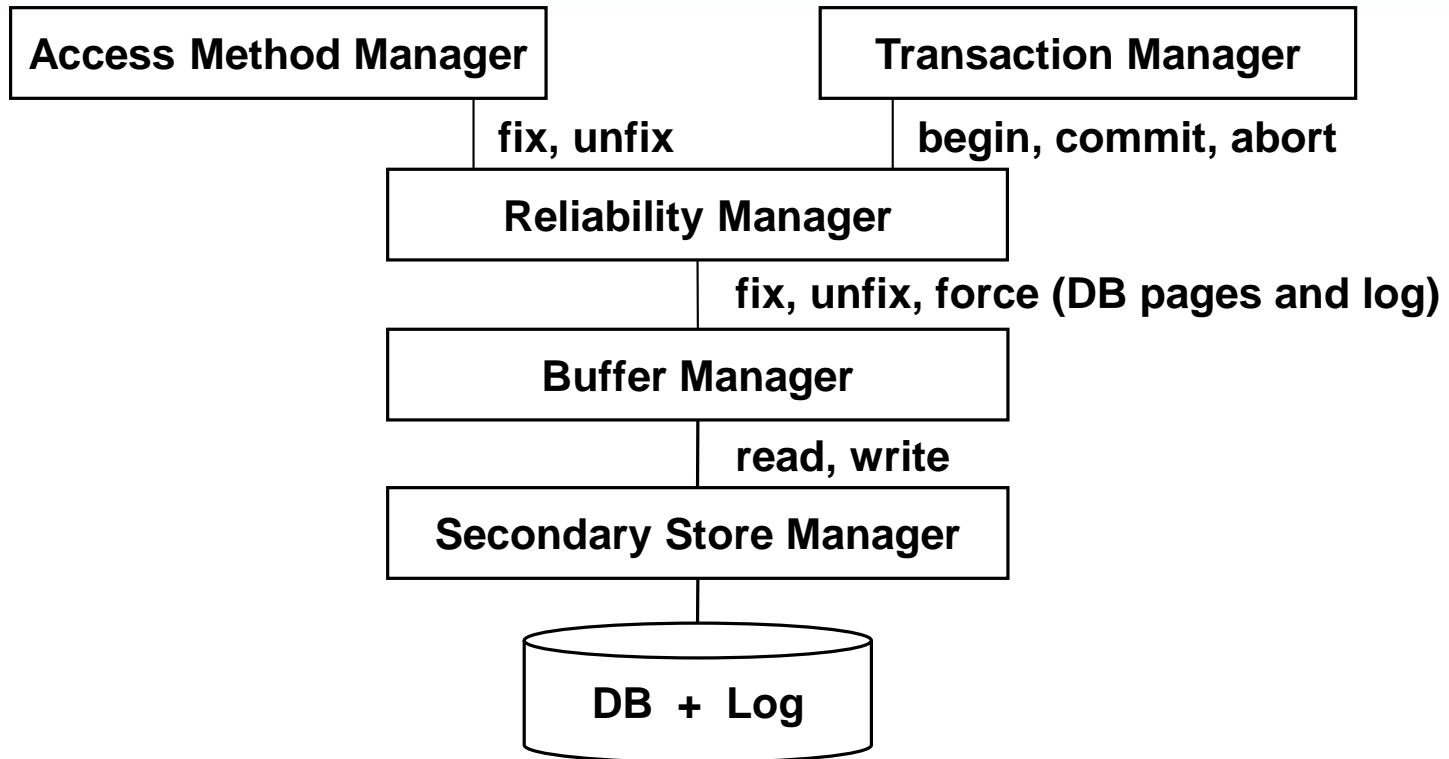 Access Method Manager
Transaction Manager
fix, unfix
begin, commit, abort
Reliability Manager
fix, unfix, force (DB pages and log)
Buffer Manager
read, write
Secondary Store Manager
DB + Log